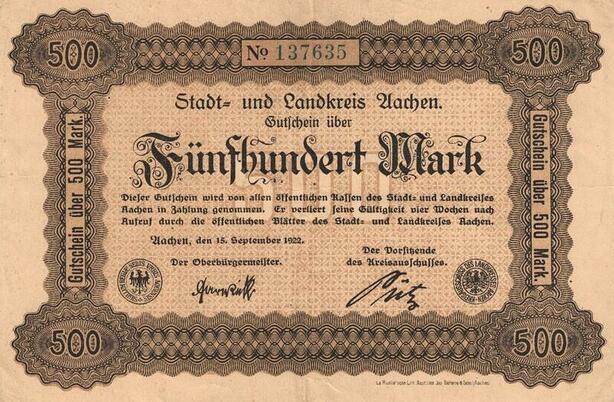 500
500
№ 137635
Stadt- und Landkreis Aachen.
Gutschein über
Fünfhundert Mark
Dieser Gutschein wird von allen öffentlichen Kassen des Stadt- und Landkreises
Aachen in Zahlung genommen. Er verliert seine Gültigkeit vier Wochen nach
Aufruf durch die öffentlichen Blätter des Stadt- und Landkreises Aachen.
Aachen, den 15. September 1922.
Der Oberbürgermeister.
Der Vorsitzende
des Kreisausschusses.
Gutschein über 500 Mark.
Gutschein über 500 Mark.
500
500